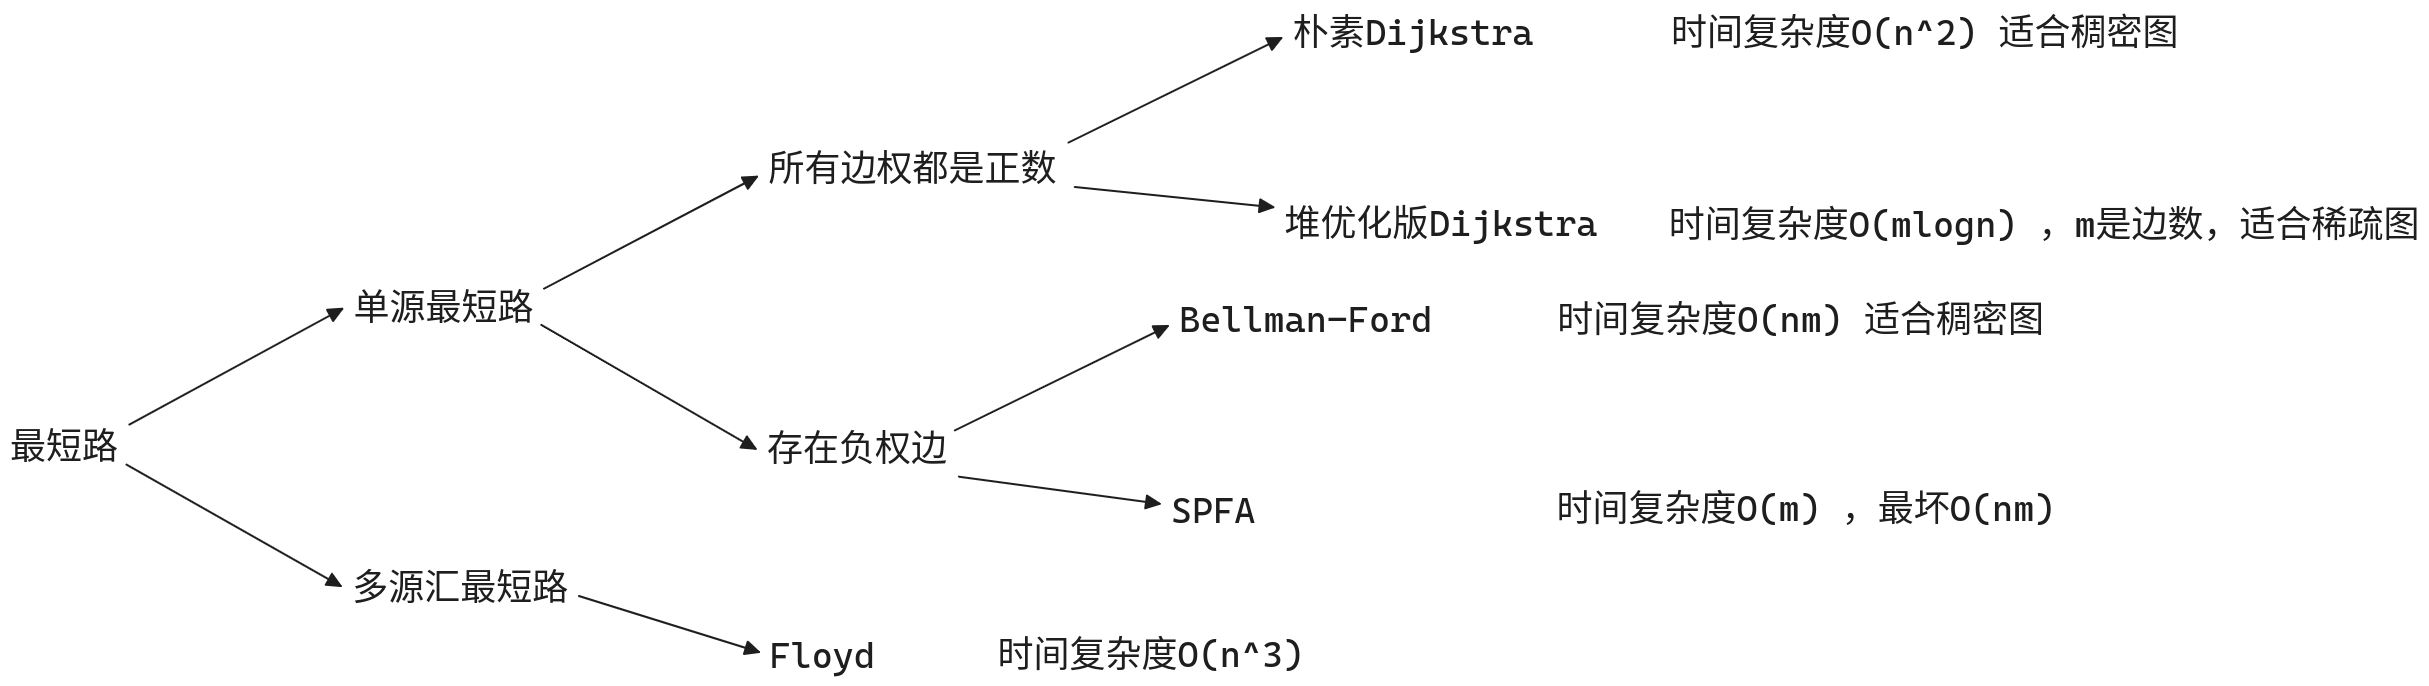 朴素Dijkstra 时间复杂度O(n^2) 适合稠密图
所有边权都是正数
堆优化版Dijkstra 时间复杂度O(mlogn) ，m是边数，适合稀疏图
单源最短路
Bellman-Ford 时间复杂度O(nm) 适合稠密图
最短路
存在负权边
SPFA 时间复杂度O(m) ，最坏O(nm)
多源汇最短路
Floyd 时间复杂度O(n^3)